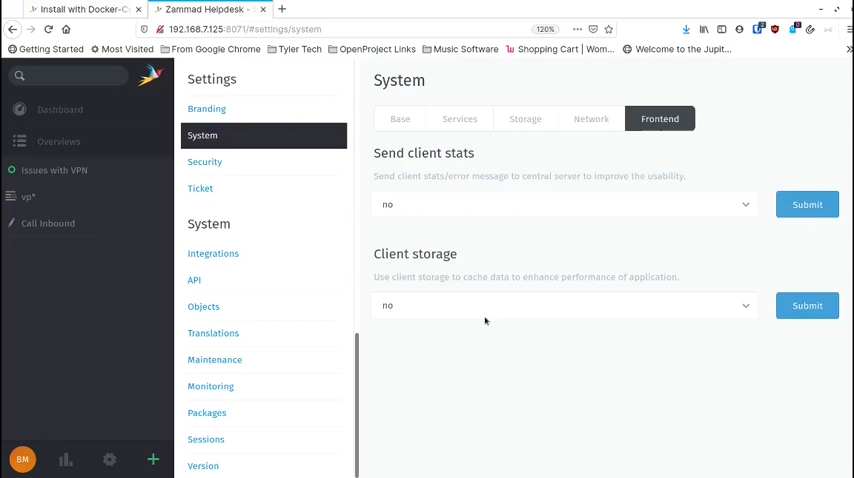 Install with Docker-C
Zammad Helpdesk -
192.168.7.125:8071/#settings/system
120%
Getting Started
Most Visited
From Google Chrome
Tyler Tech
OpenProject Links
Music Software
Shopping Cart | Wom...
Welcome to the Jupit...
Dashboard
Overviews
Issues with VPN
vp*
Call Inbound
BM
Settings
Branding
System
Security
Ticket
System
Integrations
API
Objects
Translations
Maintenance
Monitoring
Packages
Sessions
Version
System
Base
Services
Storage
Network
Frontend
Send client stats
Send client stats/error message to central server to improve the usability.
no
Submit
Client storage
Use client storage to cache data to enhance performance of application.
no
Submit